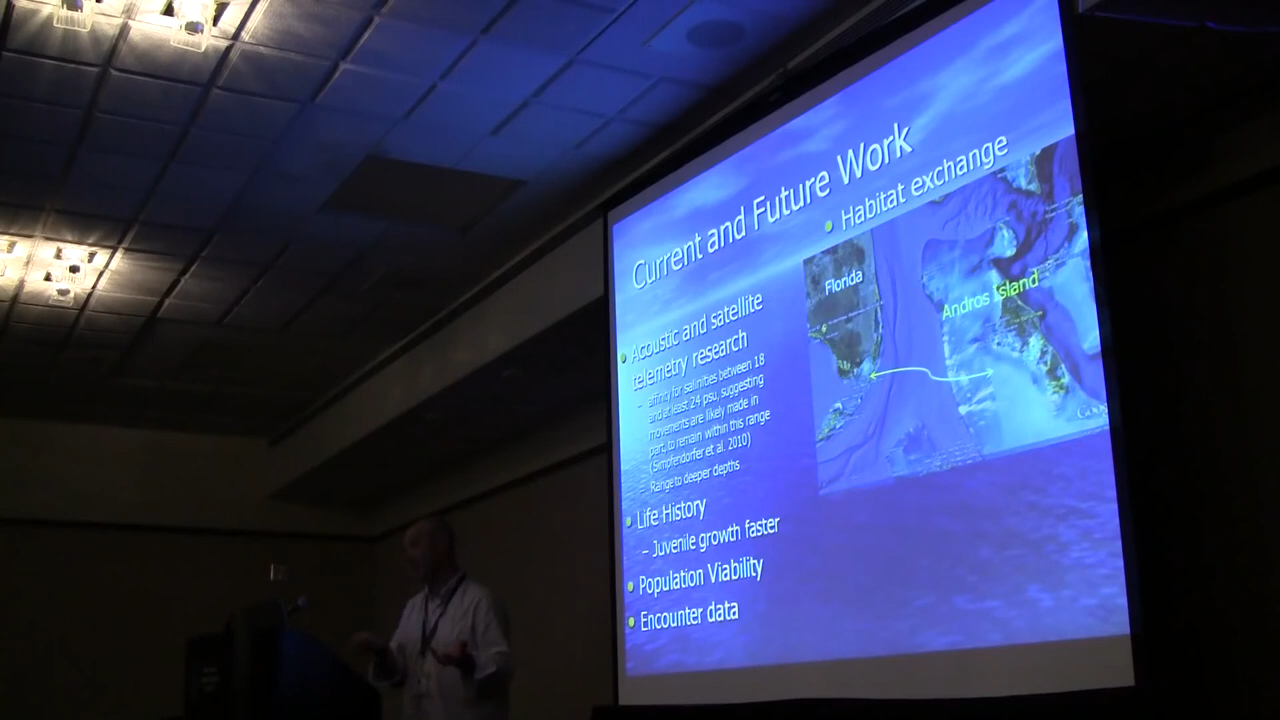 Current and Future Work
Acoustic and satellite
telemetry research
– affinity for salinities between 18
and at least 24 psu, suggesting
movements are likely made in
part, to remain within this range
(Simpfendorfer et al. 2010)
– Range to deeper depths
Life History
– Juvenile growth faster
Population Viability
Encounter data
Habitat exchange
Florida
Andros Island